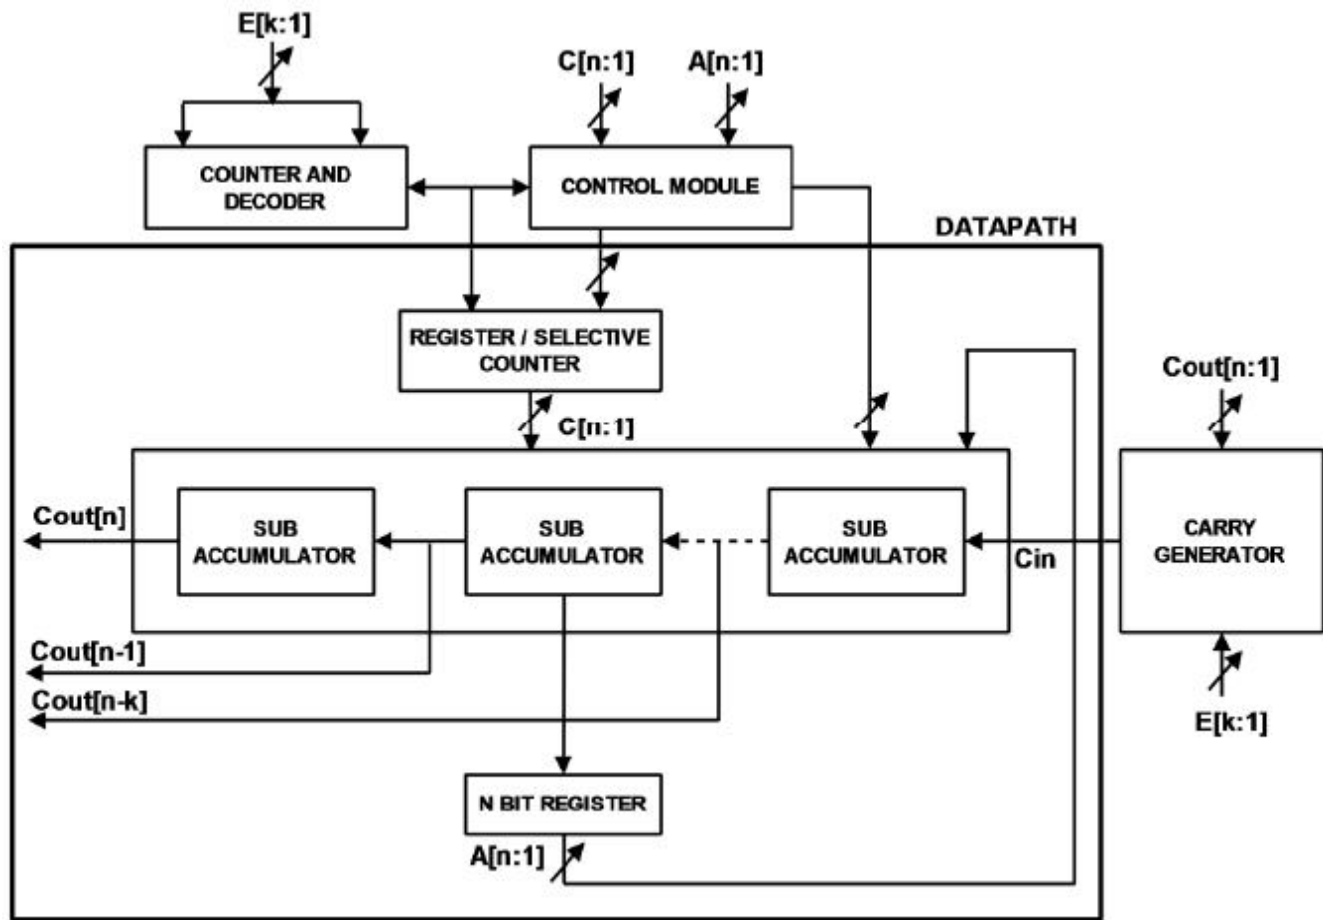 E[k:1]
C[n:1]
A[n:1]
COUNTER AND
DECODER
CONTROL MODULE
DATAPATH
REGISTER / SELECTIVE
COUNTER
Cout[n:1]
C[n:1]
Cout[n]
SUB
ACCUMULATOR
SUB
ACCUMULATOR
SUB
ACCUMULATOR
Cin
CARRY
GENERATOR
Cout[n-1]
Cout[n-k]
E[k:1]
N BIT REGISTER
A[n:1]